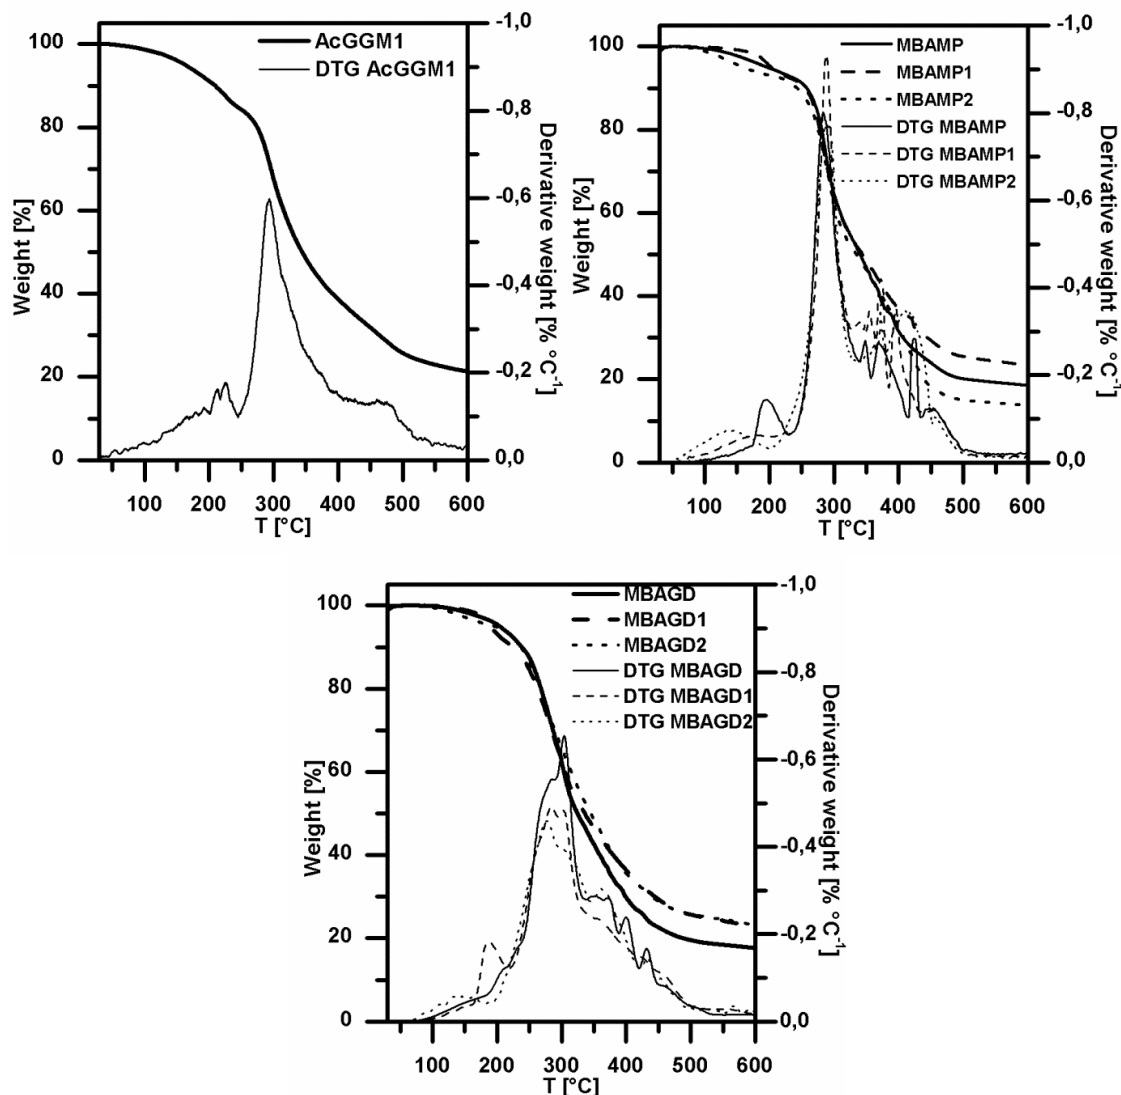 AcGGM1
DTG AcGGM1
Weight [%]
100
80
60
40
20
0
-1,0
-0,8
-0,6
-0,4
-0,2
0,0
Derivative weight [% °C-1]
100 200 300 400 500 600
T [°C]
MBAMP
MBAMP1
MBAMP2
DTG MBAMP
DTG MBAMP1
DTG MBAMP2
Weight [%]
100
80
60
40
20
0
-1,0
-0,8
-0,6
-0,4
-0,2
0,0
Derivative weight [% °C-1]
100 200 300 400 500 600
T [°C]
MBAGD
MBAGD1
MBAGD2
DTG MBAGD
DTG MBAGD1
DTG MBAGD2
Weight [%]
100
80
60
40
20
0
-1,0
-0,8
-0,6
-0,4
-0,2
0,0
Derivative weight [% °C-1]
100 200 300 400 500 600
T [°C]